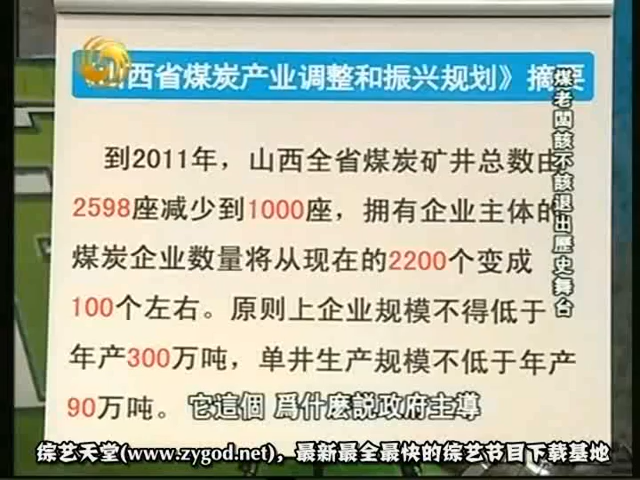 《山西省煤炭产业调整和振兴规划》摘要
到2011年，山西全省煤炭矿井总数由
2598座减少到1000座，拥有企业主体的
煤炭企业数量将从现在的2200个变成
100个左右。原则上企业规模不得低于
年产300万吨，单井生产规模不低于年产
90万吨。
煤老闆該不該退出歷史舞台
它這個 爲什麽説政府主導
综艺天堂(www.zygod.net)，最新最全最快的综艺节目下载基地